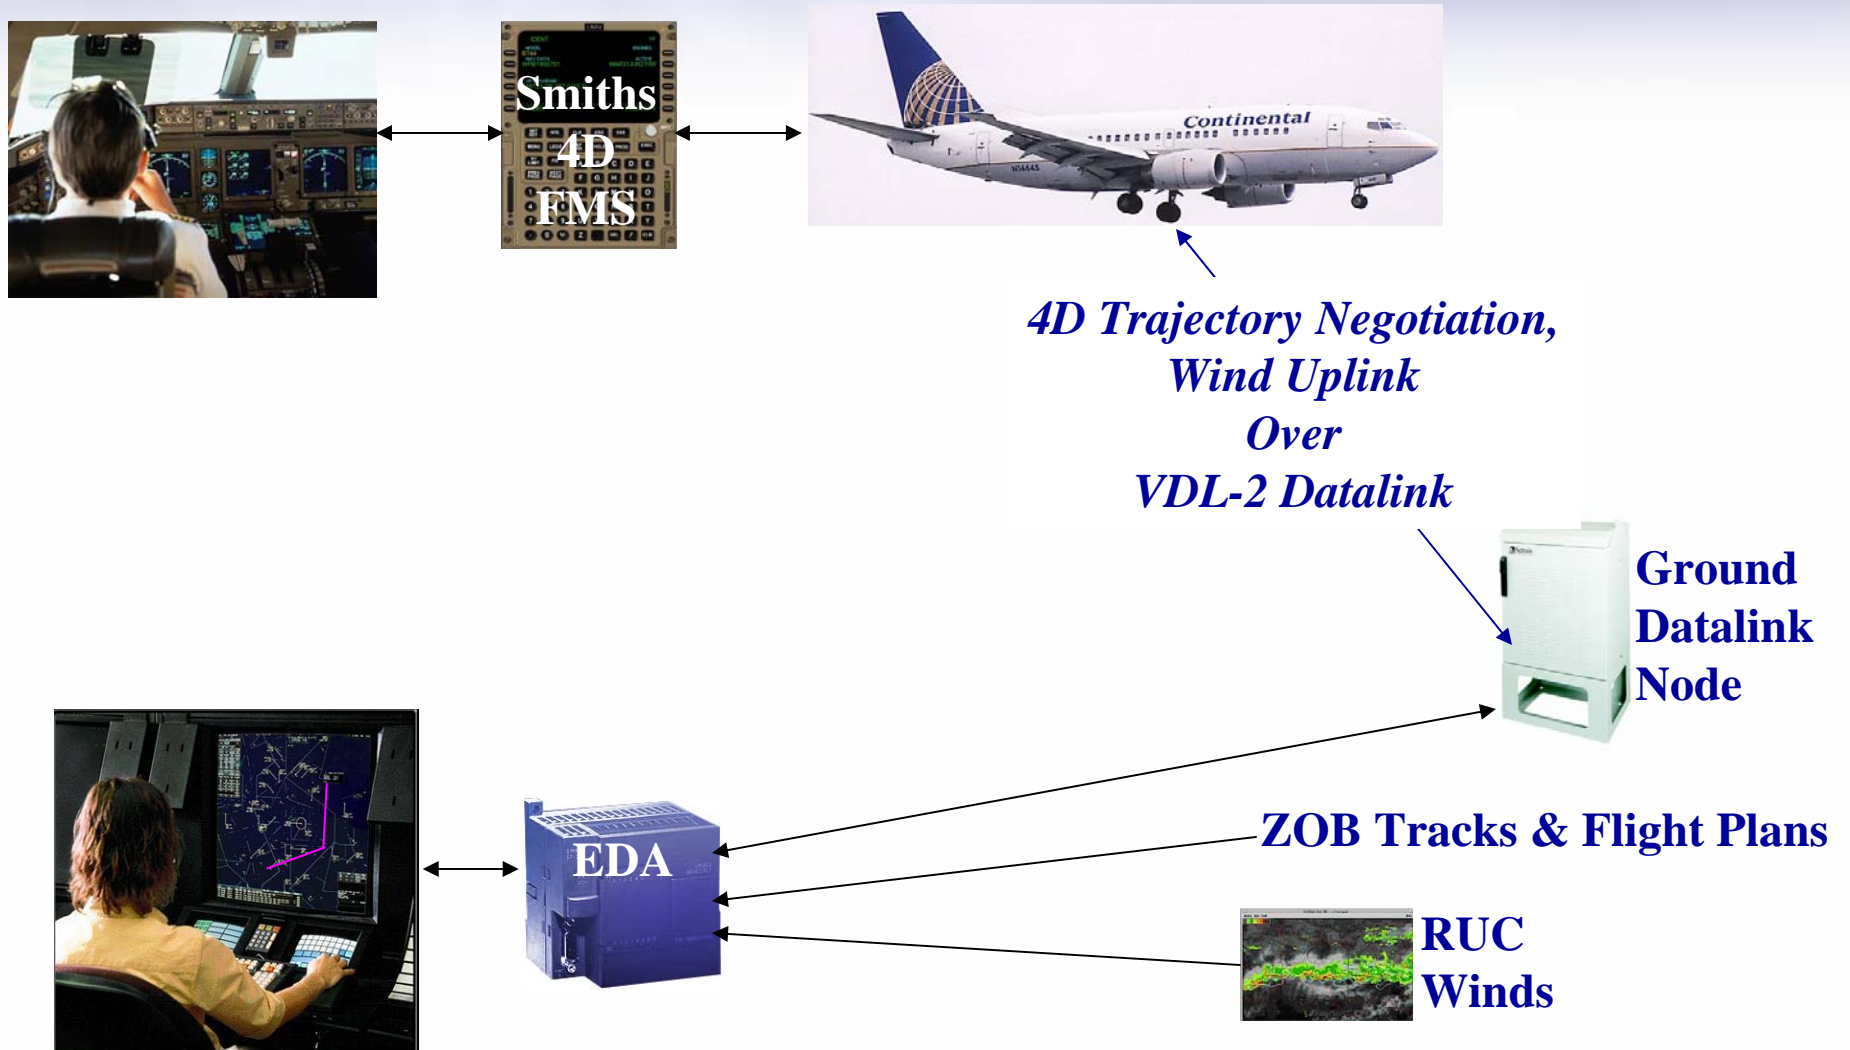 Smiths
4D
FMS
Continental
N14645
4D Trajectory Negotiation,
Wind Uplink
Over
VDL-2 Datalink
Ground
Datalink
Node
EDA
ZOB Tracks & Flight Plans
RUC
Winds